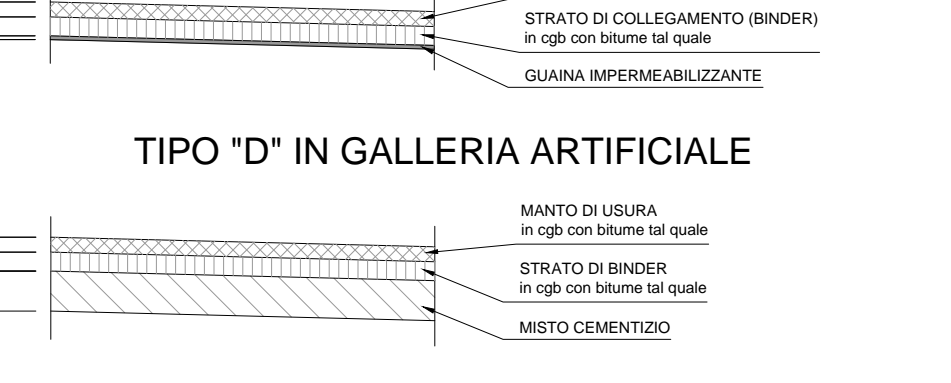 STRATO DI COLLEGAMENTO (BINDER)
in cgb con bitume tal quale
GUAINA IMPERMEABILIZZANTE
TIPO "D" IN GALLERIA ARTIFICIALE
MANTO DI USURA
in cgb con bitume tal quale
STRATO DI BINDER
in cgb con bitume tal quale
MISTO CEMENTIZIO